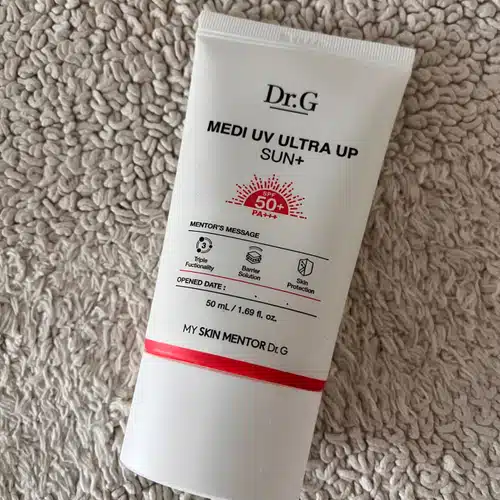 Dr.G
MEDI UV ULTRA UP
SUN+
SPF
50+
PA+++
MENTOR'S MESSAGE
3
Triple
Fuctionality
Barrier
Solution
Skin
Protection
OPENED DATE : . .
50 mL / 1.69 fl. oz.
MY SKIN MENTOR Dr.G